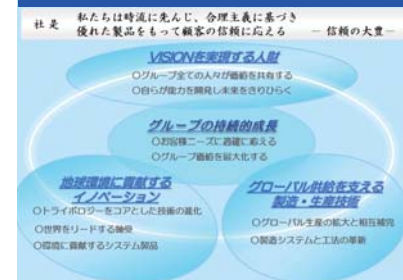 社是 私たちは時流に先んじ、合理主義に基づき
優れた製品をもって顧客の信頼に応える ―信頼の大豊―
VISIONを実現する人財
○グループ全ての人々が価値を共有する
○自らが能力を開発し未来をきりひらく
グループの持続的成長
○お客様ニーズに適確に応える
○グループ価値を最大化する
地球環境に貢献する
イノベーション
○トライボロジーをコアとした技術の進化
○世界をリードする軸受
○環境に貢献するシステム製品
グローバル供給を支える
製造・生産技術
○グローバル生産の拡大と相互補完
○製造システムと工法の革新